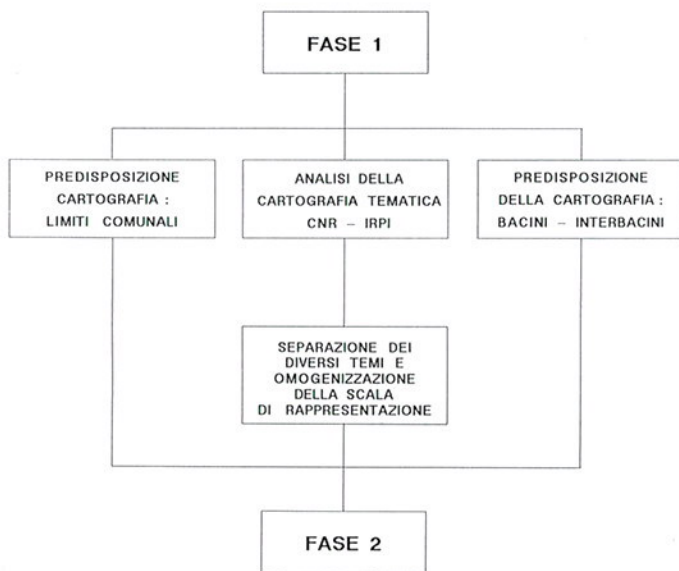 FASE 1
PREDISPOSIZIONE
CARTOGRAFIA :
LIMITI COMUNALI
ANALISI DELLA
CARTOGRAFIA TEMATICA
CNR – IRPI
PREDISPOSIZIONE
DELLA CARTOGRAFIA :
BACINI – INTERBACINI
SEPARAZIONE DEI
DIVERSI TEMI E
OMOGENIZZAZIONE
DELLA SCALA
DI RAPPRESENTAZIONE
FASE 2